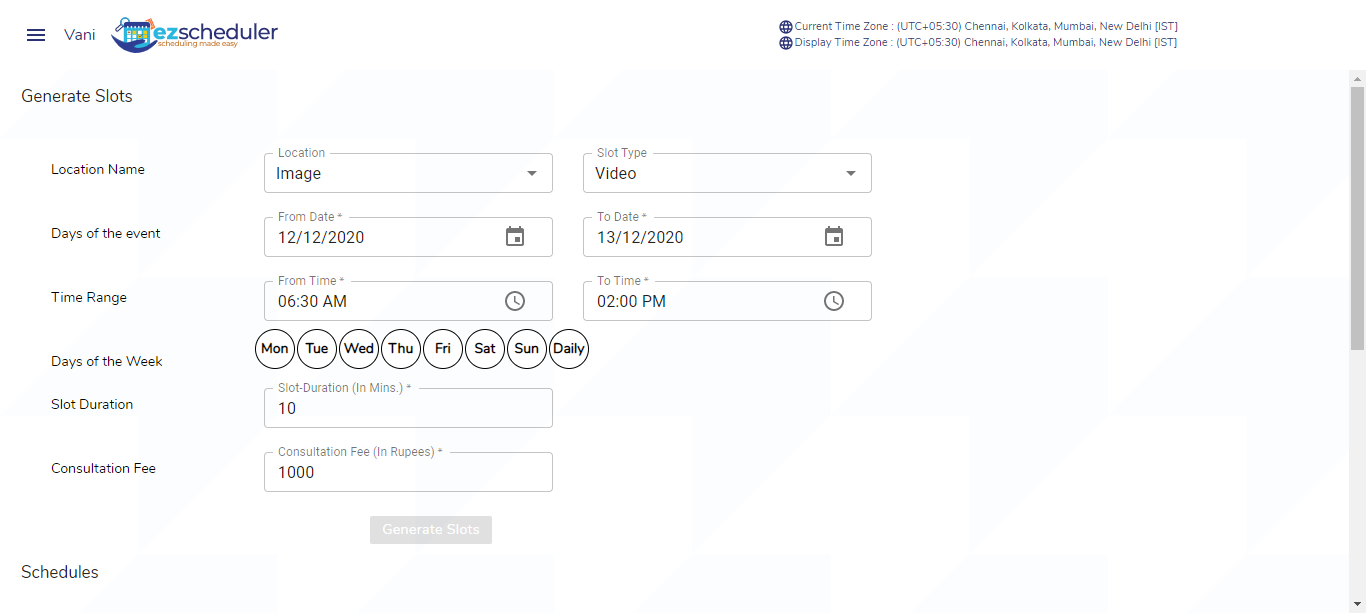 Vani
ezscheduler
scheduling made easy
Current Time Zone : (UTC+05:30) Chennai, Kolkata, Mumbai, New Delhi [IST]
Display Time Zone : (UTC+05:30) Chennai, Kolkata, Mumbai, New Delhi [IST]
Generate Slots
Location Name
Location
Image
Slot Type
Video
Days of the event
From Date *
12/12/2020
To Date *
13/12/2020
Time Range
From Time *
06:30 AM
To Time *
02:00 PM
Days of the Week
Mon Tue Wed Thu Fri Sat Sun Daily
Slot Duration
Slot-Duration (In Mins.) *
10
Consultation Fee
Consultation Fee (In Rupees) *
1000
Generate Slots
Schedules